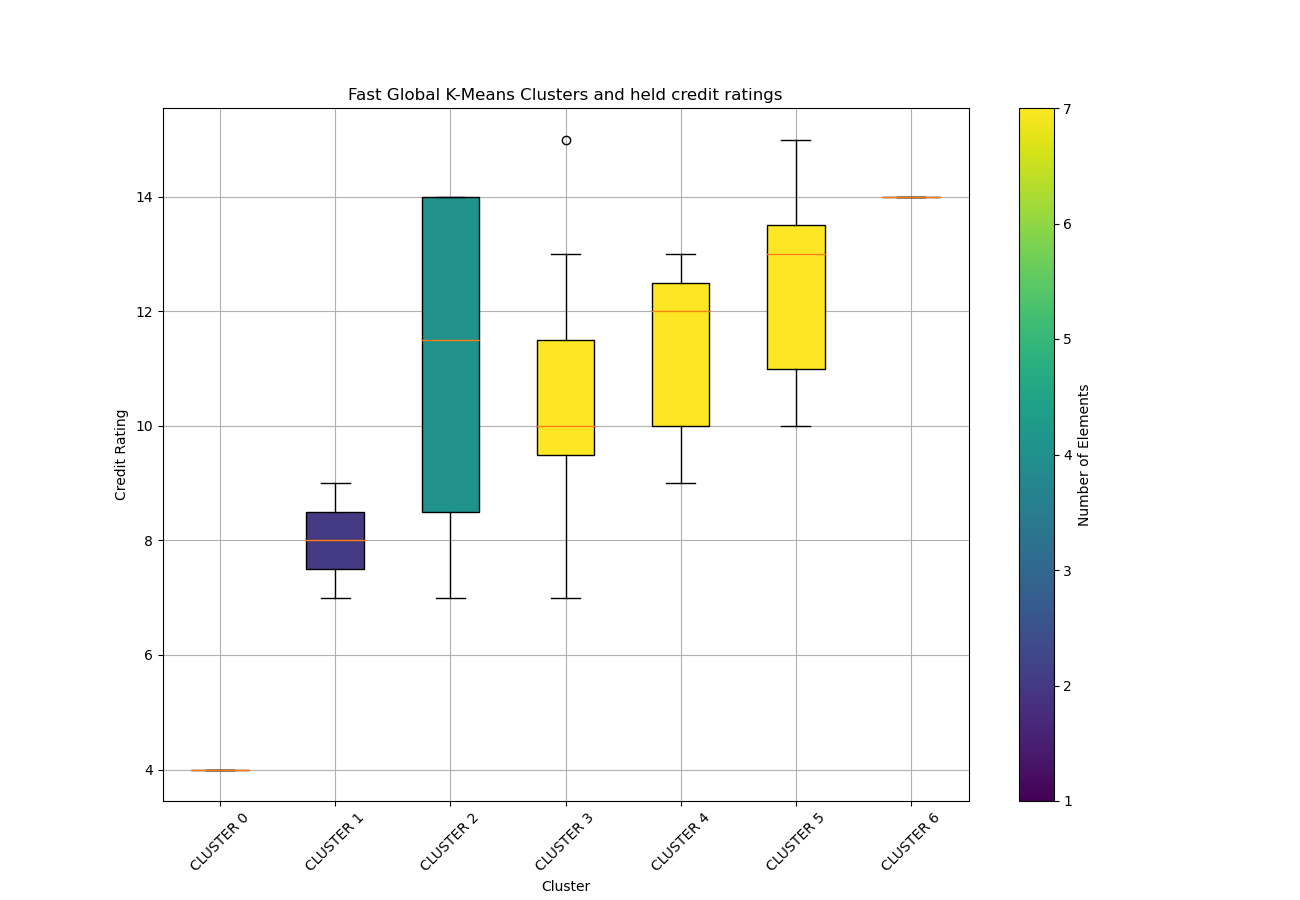 Fast Global K-Means Clusters and held credit ratings
Credit Rating
14
12
10
8
6
4
CLUSTER 0
CLUSTER 1
CLUSTER 2
CLUSTER 3
CLUSTER 4
CLUSTER 5
CLUSTER 6
Cluster
7
6
5
4
3
2
1
Number of Elements